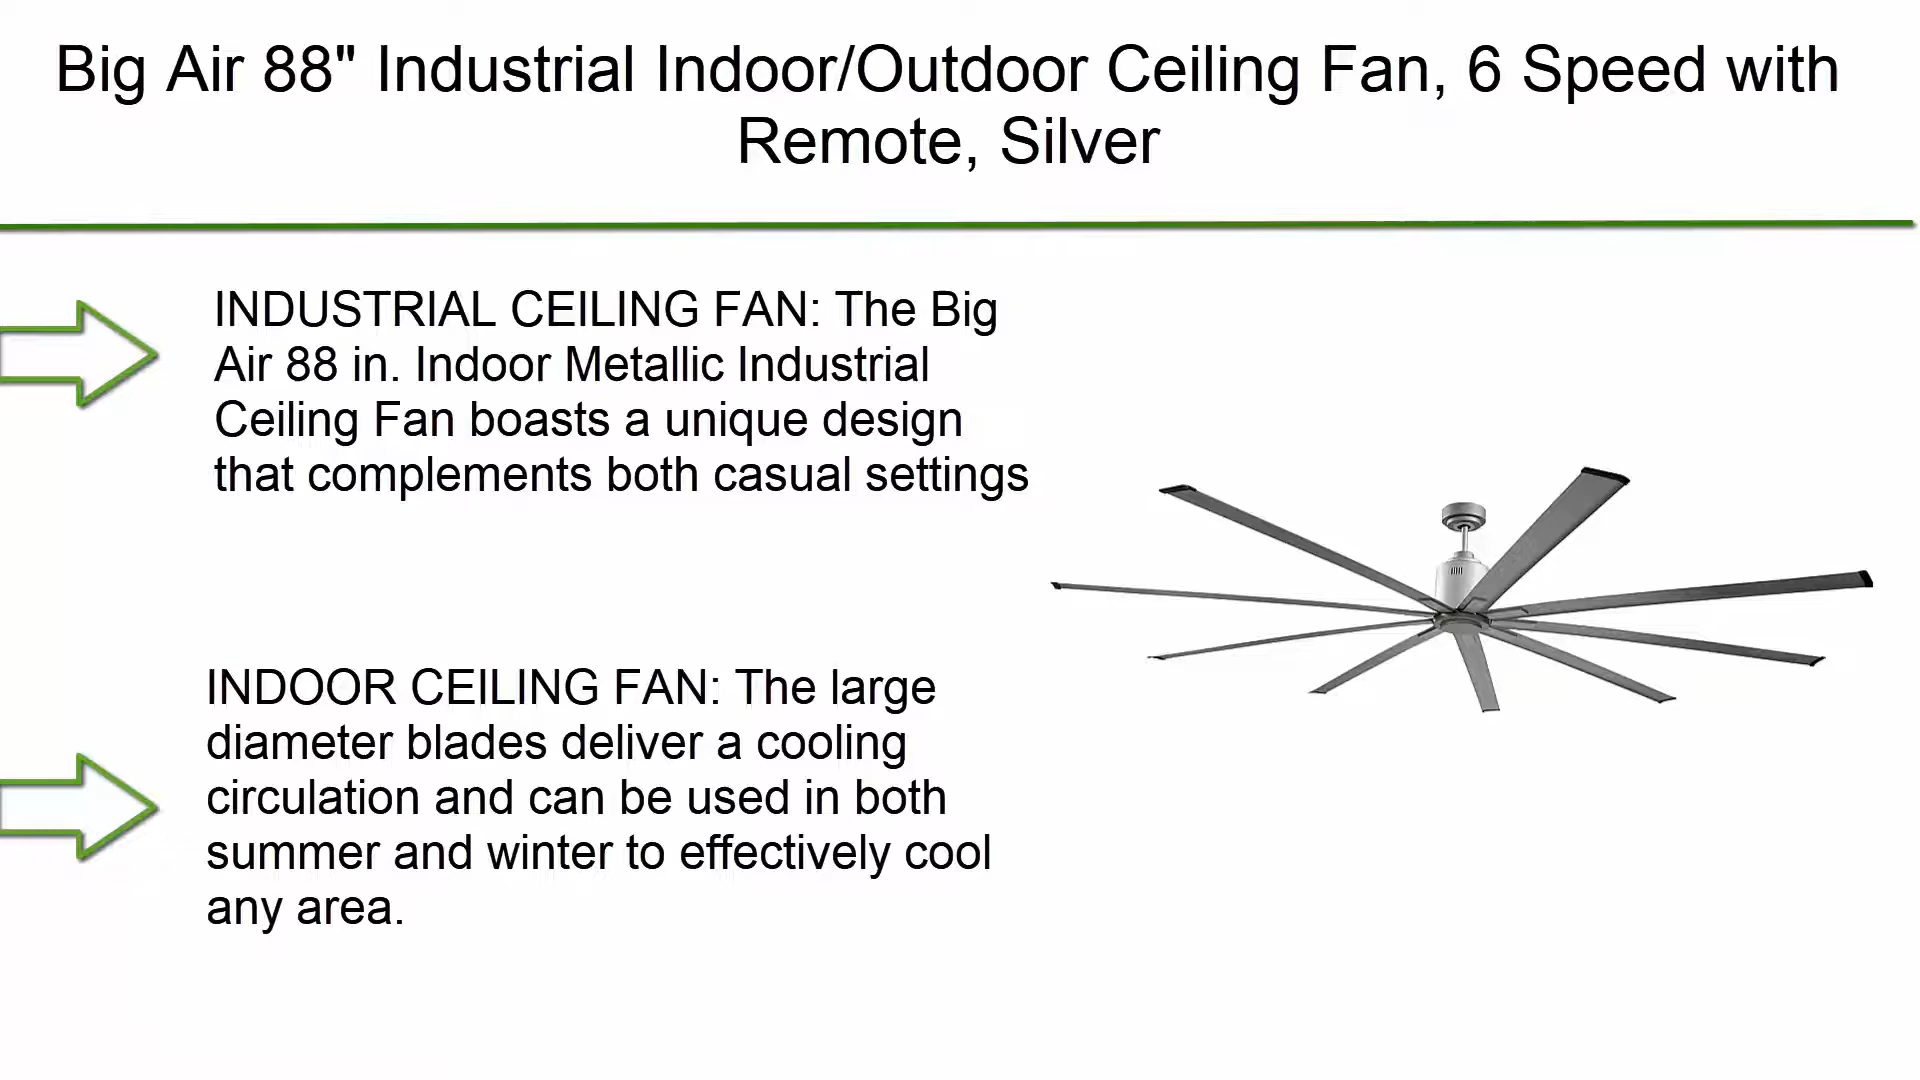 Big Air 88" Industrial Indoor/Outdoor Ceiling Fan, 6 Speed with
Remote, Silver
INDUSTRIAL CEILING FAN: The Big
Air 88 in. Indoor Metallic Industrial
Ceiling Fan boasts a unique design
that complements both casual settings
INDOOR CEILING FAN: The large
diameter blades deliver a cooling
circulation and can be used in both
summer and winter to effectively cool
any area.